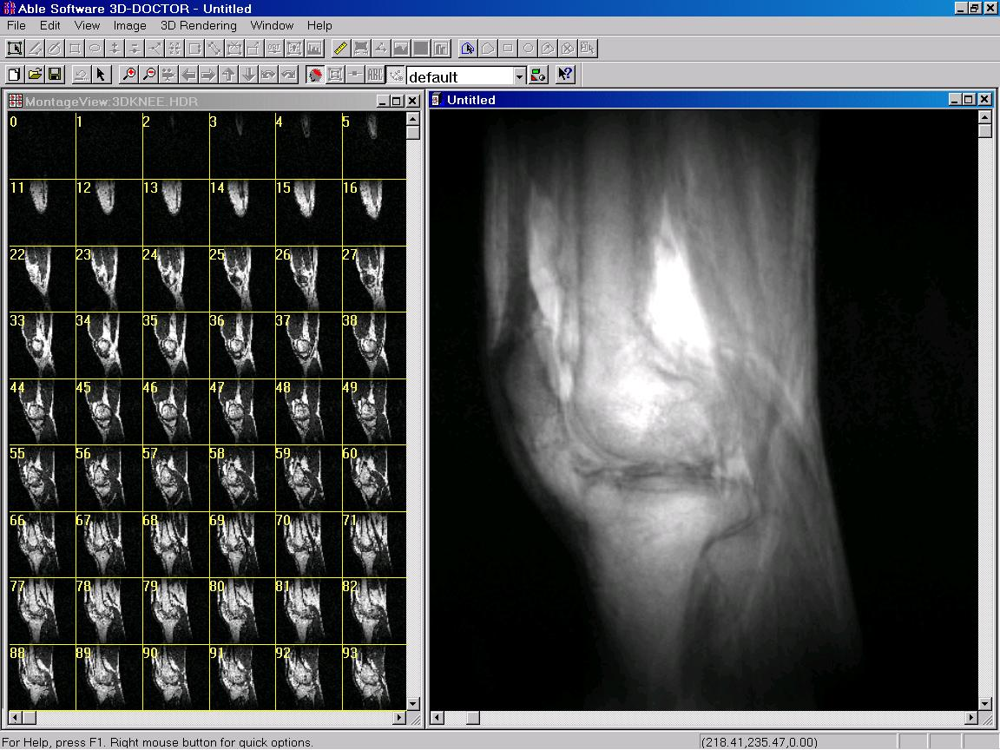 Able Software 3D-DOCTOR - Untitled
File Edit View Image 3D Rendering Window Help
OBT
ABC default
MontageView:3DKNEE.HDR
Untitled
0 1 2 3 4 5
11 12 13 14 15 16
22 23 24 25 26 27
33 34 35 36 37 38
44 45 46 47 48 49
55 56 57 58 59 60
66 67 68 69 70 71
77 78 79 80 81 82
88 89 90 91 92 93
For Help, press F1. Right mouse button for quick options.
(218.41,235.47,0.00)